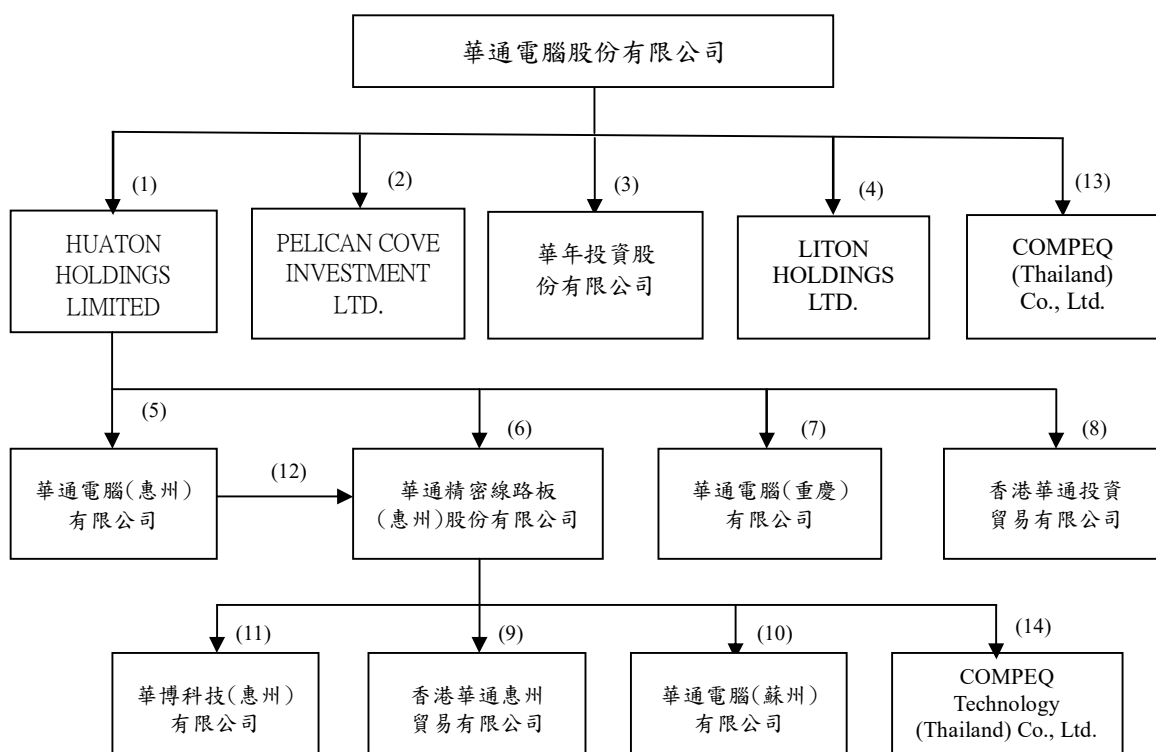 華通電腦股份有限公司
(1)
(2)
(3)
(4)
(13)
HUATON
HOLDINGS
LIMITED
PELICAN COVE
INVESTMENT
LTD.
華年投資股
份有限公司
LITON
HOLDINGS
LTD.
COMPEQ
(Thailand)
Co., Ltd.
(5)
(6)
(7)
(8)
華通電腦(惠州)
有限公司
(12)
華通精密線路板
(惠州)股份有限公司
華通電腦(重慶)
有限公司
香港華通投資
貿易有限公司
(11)
(9)
(10)
(14)
華博科技(惠州)
有限公司
香港華通惠州
貿易有限公司
華通電腦(蘇州)
有限公司
COMPEQ
Technology
(Thailand) Co., Ltd.